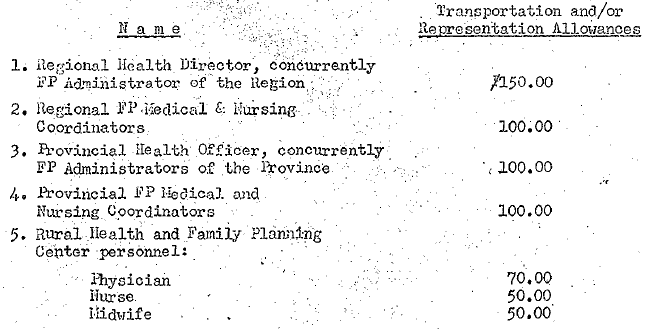 Transportation and/or
Name Representation Allowances
1. Regional Health Director, concurrently
FP Administrator of the Region ₱150.00
2. Regional FP Medical & Nursing
Coordinators 100.00
3. Provincial Health Officer, concurrently
FP Administrators of the Province 100.00
4. Provincial FP Medical and
Nursing Coordinators 100.00
5. Rural Health and Family Planning
Center personnel:
Physician 70.00
Nurse 50.00
Midwife 50.00